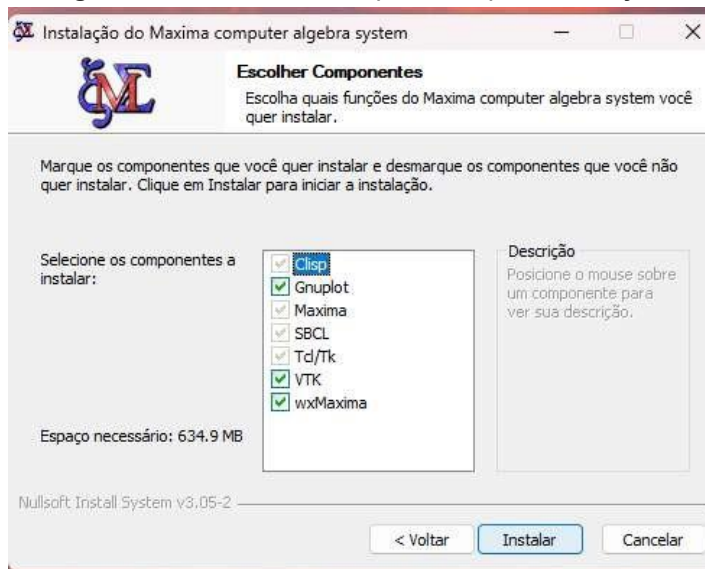 Instalação do Maxima computer algebra system
Escolher Componentes
Escolha quais funções do Maxima computer algebra system você
quer instalar.
Marque os componentes que você quer instalar e desmarque os componentes que você não
quer instalar. Clique em Instalar para iniciar a instalação.
Selecione os componentes a
instalar:
Clisp
Gnuplot
Maxima
SBCL
Tcl/Tk
VTK
wxMaxima
Descrição
Posicione o mouse sobre
um componente para
ver sua descrição.
Espaço necessário: 634.9 MB
Nullsoft Install System v3.05-2
< Voltar
Instalar
Cancelar